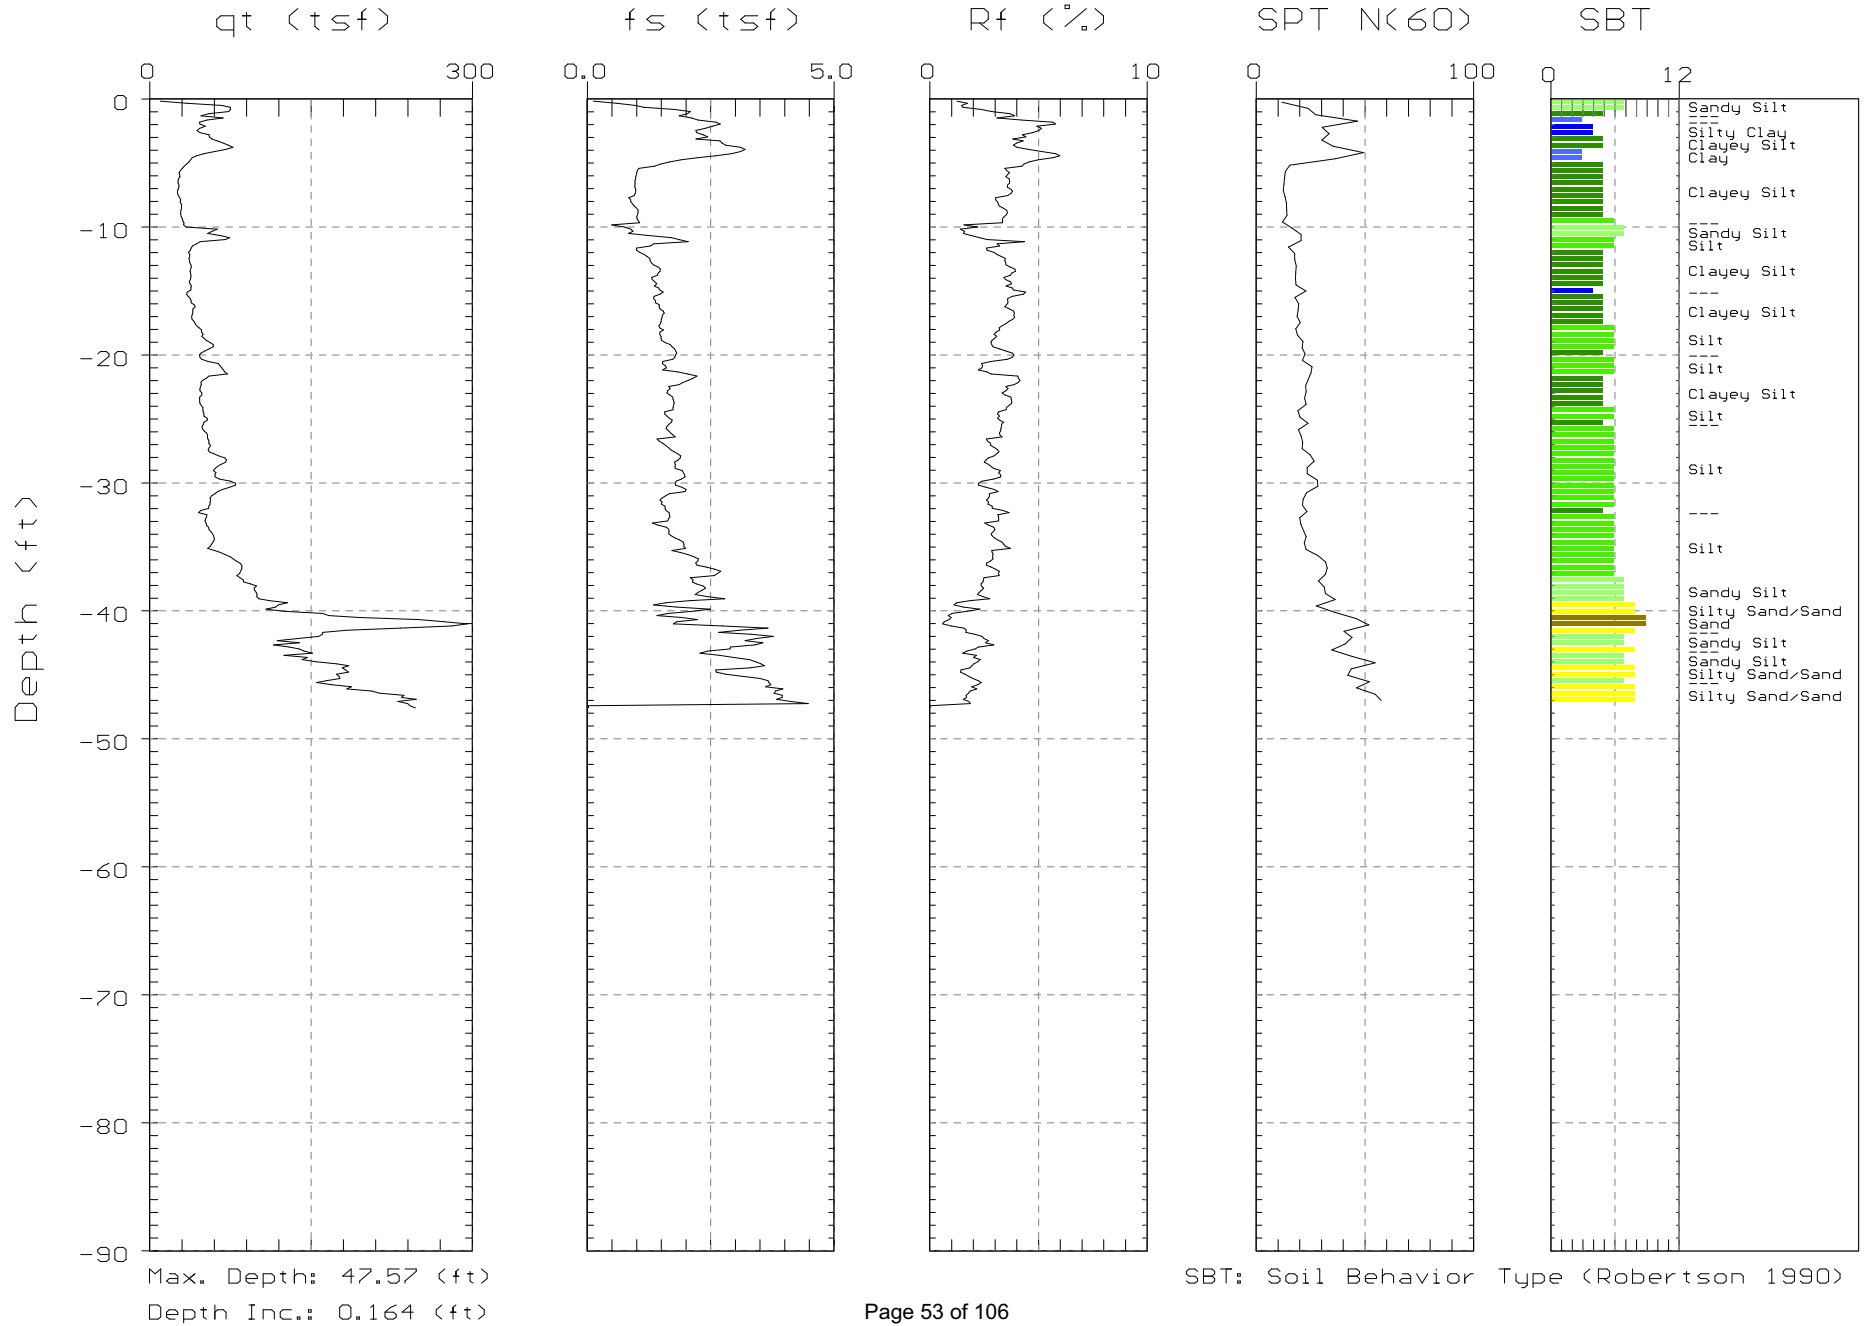 qt (tsf) fs (tsf) Rf (%) SPT N(60) SBT
0 300 0.0 5.0 0 10 0 100 0 12
0
Sandy Silt
---
Silty Clay
Clayey Silt
Clay
Clayey Silt
-10
---
Sandy Silt
Silt
Clayey Silt
---
Clayey Silt
Silt
-20
---
Silt
Clayey Silt
Silt
---
Silt
-30
---
Silt
Sandy Silt
-40
Silty Sand/Sand
Sand
---
Sandy Silt
---
Sandy Silt
Silty Sand/Sand
---
Silty Sand/Sand
-50
-60
-70
-80
-90
Depth (ft)
Max. Depth: 47.57 (ft)
SBT: Soil Behavior Type (Robertson 1990)
Depth Inc.: 0.164 (ft)
Page 53 of 106